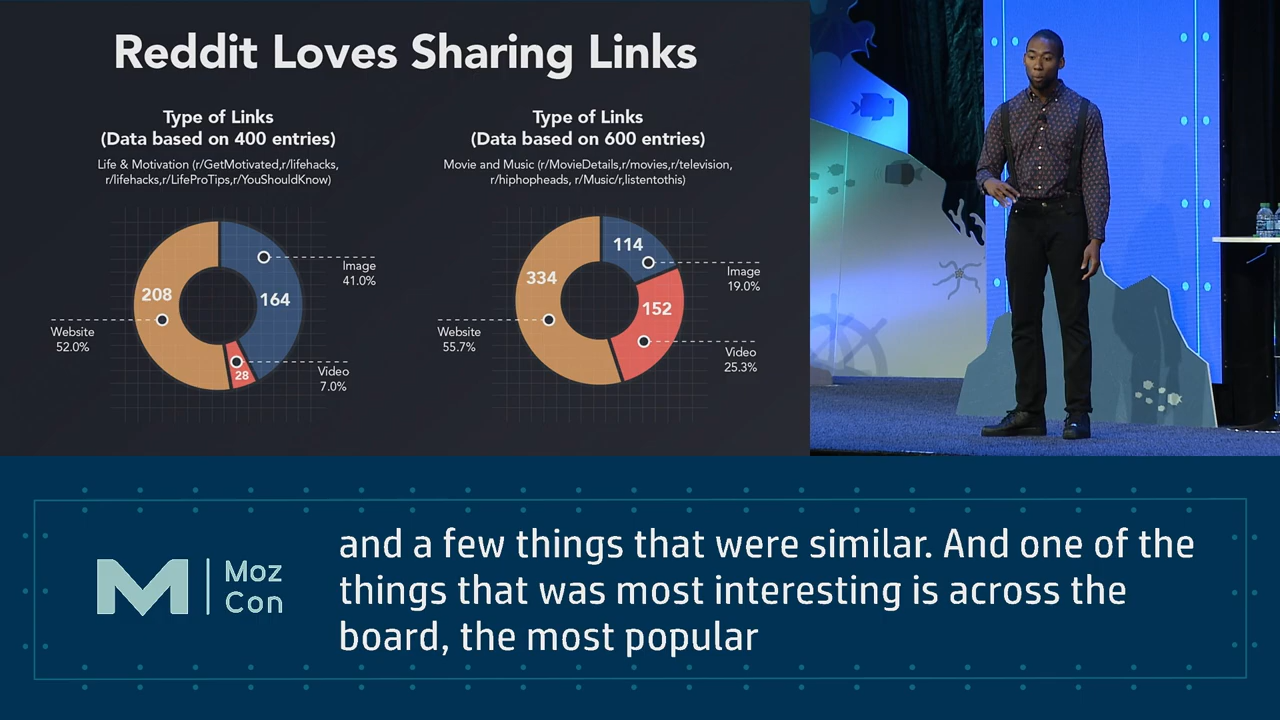 Reddit Loves Sharing Links
Type of Links
(Data based on 400 entries)
Life & Motivation (r/GetMotivated,r/lifehacks,
r/lifehacks,r/LifeProTips,r/YouShouldKnow)
208
164
28
Image
41.0%
Website
52.0%
Video
7.0%
Type of Links
(Data based on 600 entries)
Movie and Music (r/MovieDetails,r/movies,r/television,
r/hiphopheads, r/Music/r,listentothis)
334
114
152
Image
19.0%
Website
55.7%
Video
25.3%
M
Moz
Con
and a few things that were similar. And one of the
things that was most interesting is across the
board, the most popular